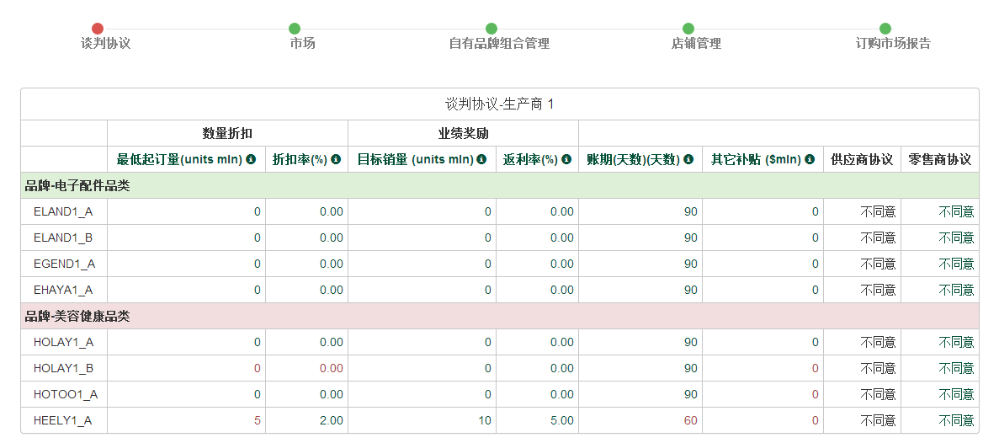 谈判协议 市场 自有品牌组合管理 店铺管理 订购市场报告
谈判协议-生产商 1
数量折扣 业绩奖励
最低起订量(units mln) 折扣率(%) 目标销量 (units mln) 返利率(%) 账期(天数)(天数) 其它补贴 ($mln) 供应商协议 零售商协议
品牌-电子配件品类
ELAND1_A 0 0.00 0 0.00 90 0 不同意 不同意
ELAND1_B 0 0.00 0 0.00 90 0 不同意 不同意
EGEND1_A 0 0.00 0 0.00 90 0 不同意 不同意
EHAYA1_A 0 0.00 0 0.00 90 0 不同意 不同意
品牌-美容健康品类
HOLAY1_A 0 0.00 0 0.00 90 0 不同意 不同意
HOLAY1_B 0 0.00 0 0.00 90 0 不同意 不同意
HOTOO1_A 0 0.00 0 0.00 90 0 不同意 不同意
HEELY1_A 5 2.00 10 5.00 60 0 不同意 不同意